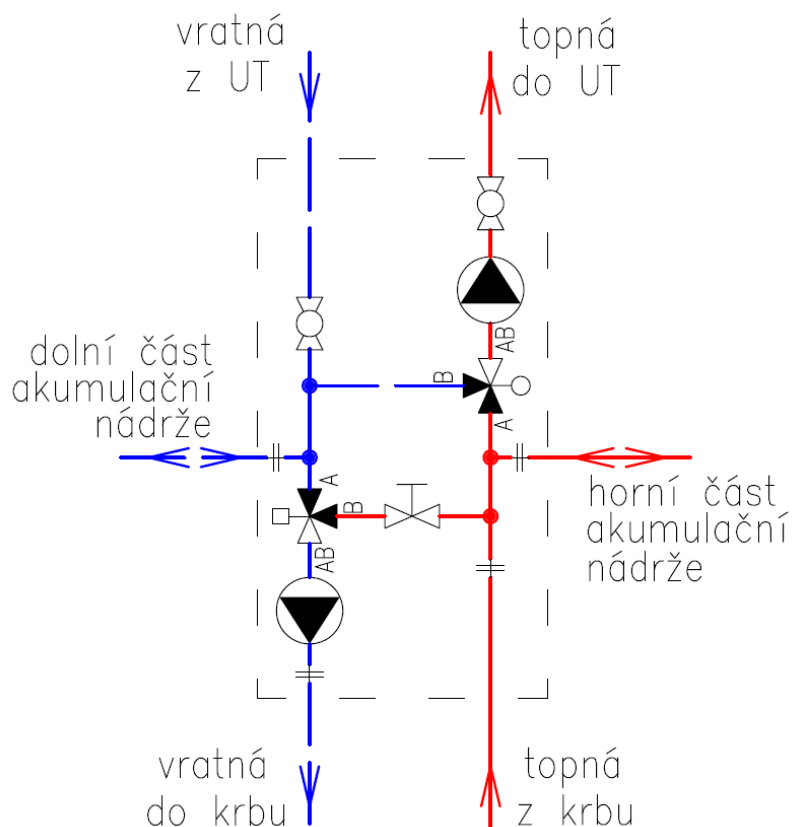 vratná
z UT
topná
do UT
AB
B
A
dolní část
akumulační
nádrže
A
B
AB
horní část
akumulační
nádrže
vratná
do krbu
topná
z krbu